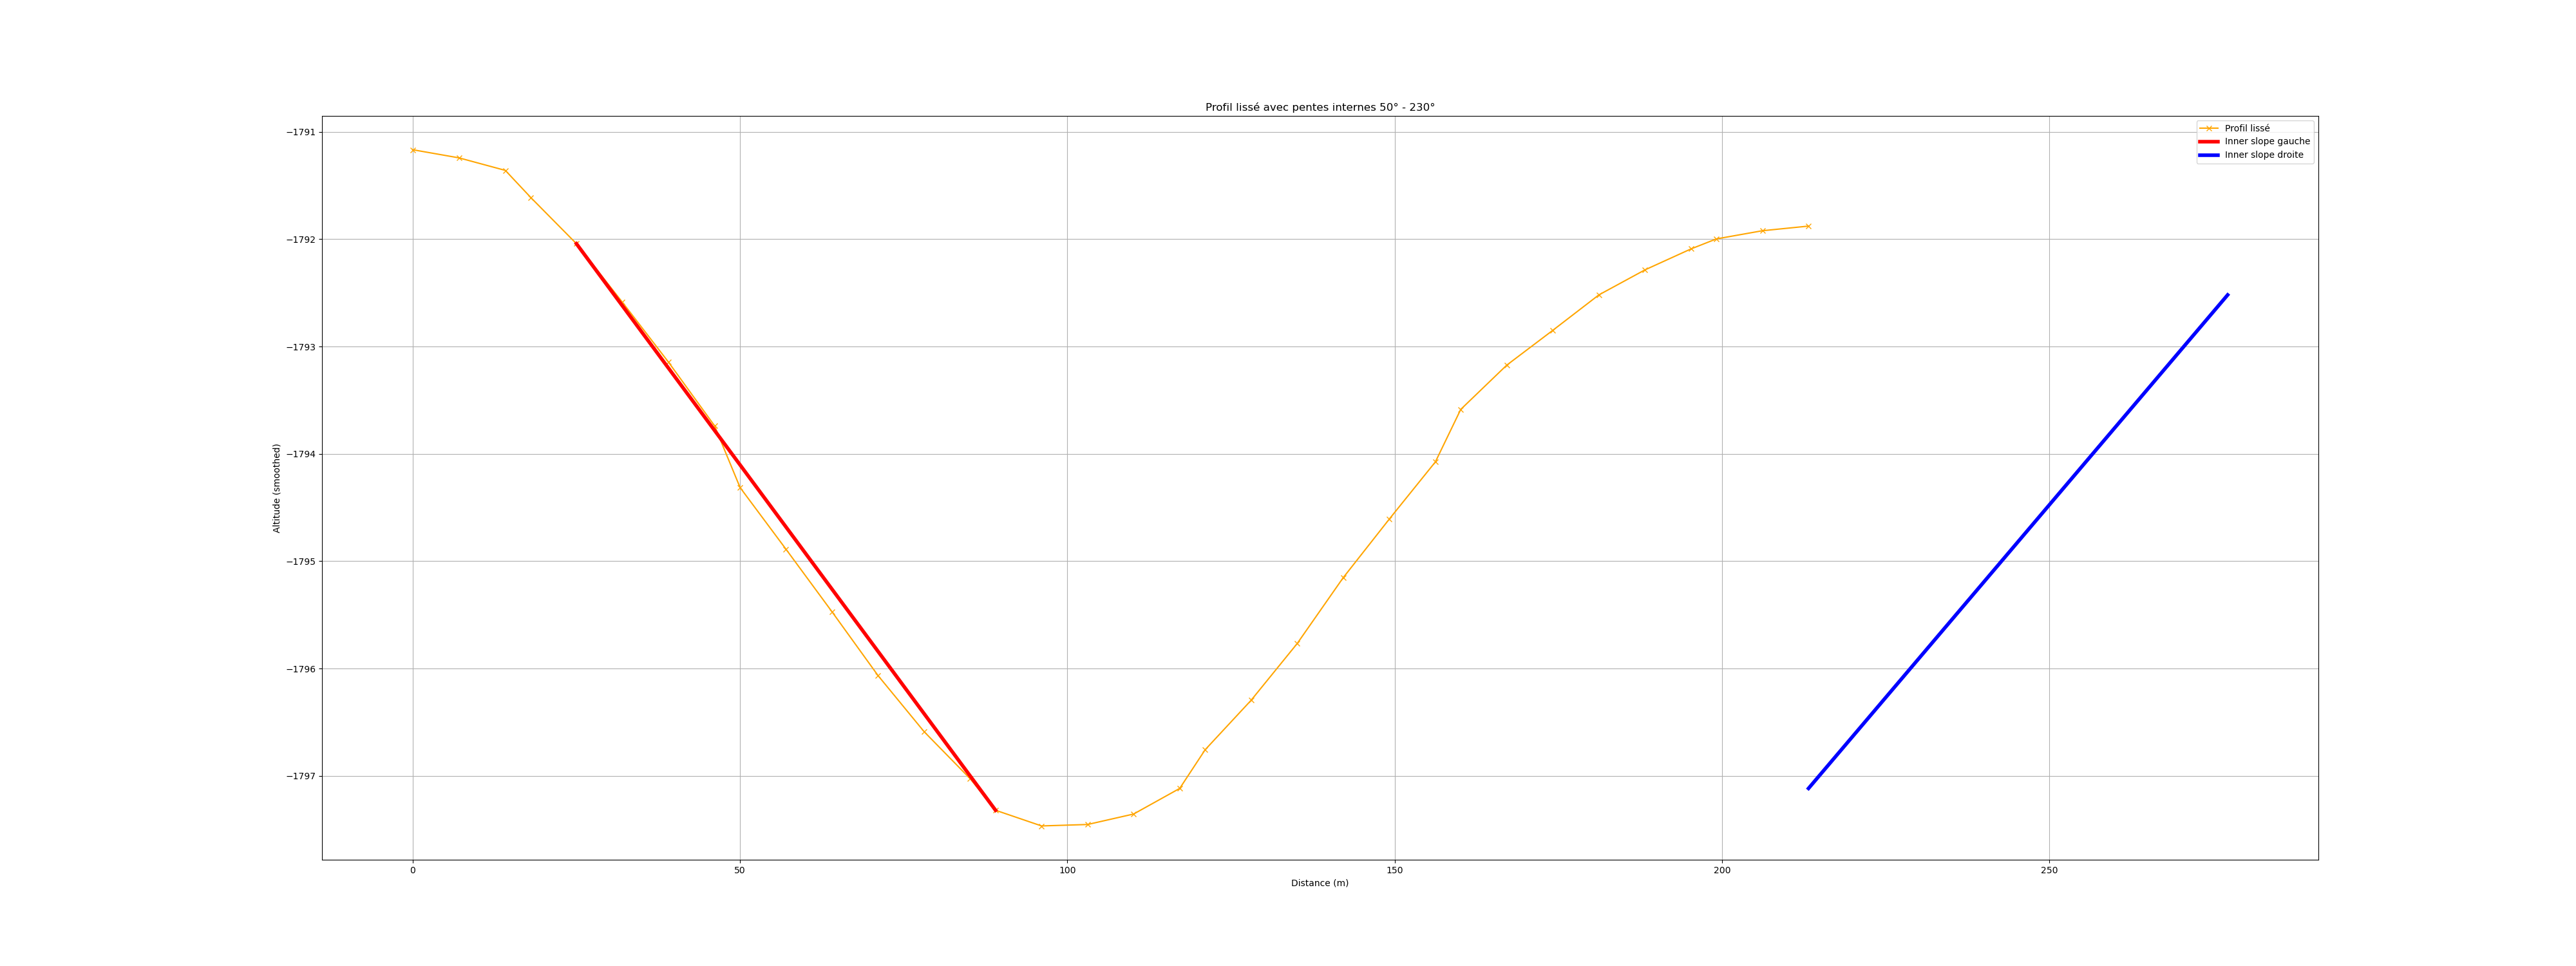 Profil lissé avec pentes internes 50° - 230°
Profil lissé
Inner slope gauche
Inner slope droite
Altitude (smoothed)
−1791
−1792
−1793
−1794
−1795
−1796
−1797
0
50
100
150
200
250
Distance (m)